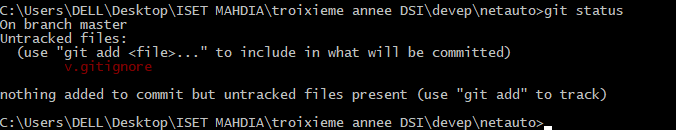 C:\Users\DELL\Desktop\ISET MAHDIA\troixieme annee DSI\devep\netauto>git status
On branch master
Untracked files:
  (use "git add <file>..." to include in what will be committed)
        v.gitignore

nothing added to commit but untracked files present (use "git add" to track)

C:\Users\DELL\Desktop\ISET MAHDIA\troixieme annee DSI\devep\netauto>